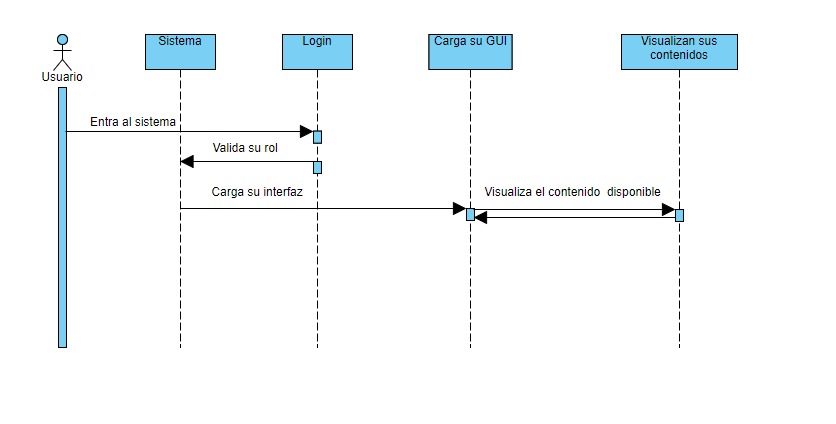 Usuario
Sistema
Login
Carga su GUI
Visualizan sus
contenidos
Entra al sistema
Valida su rol
Carga su interfaz
Visualiza el contenido  disponible